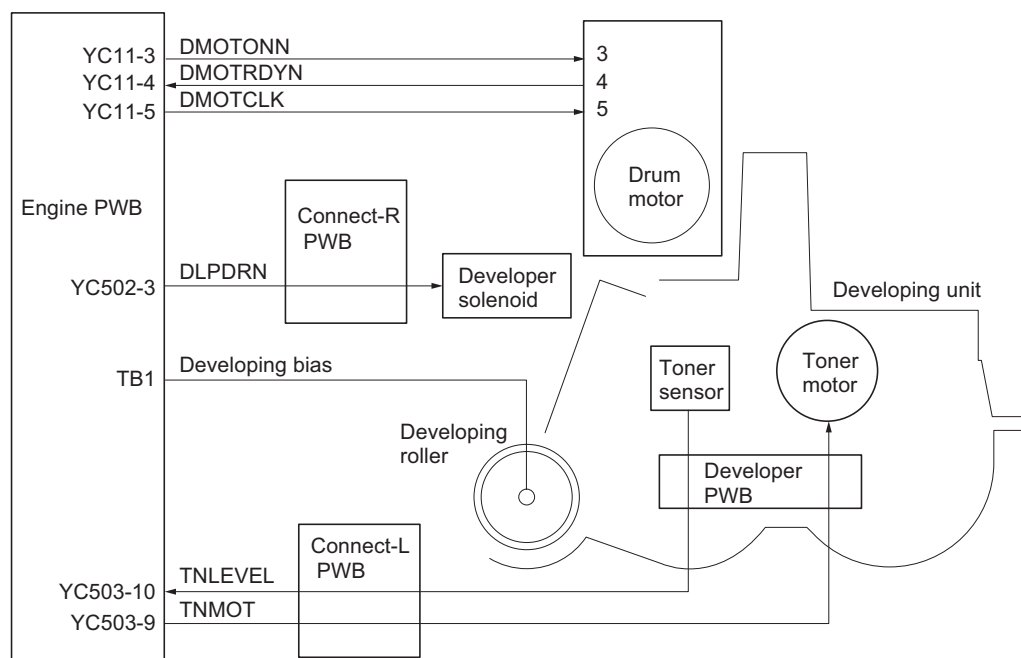 YC11-3
DMOTONN
3
YC11-4
DMOTRDYN
4
YC11-5
DMOTCLK
5
Drum
motor
Engine PWB
Connect-R
PWB
YC502-3
DLPDRN
Developer
solenoid
Developing unit
TB1
Developing bias
Toner
sensor
Toner
motor
Developing
roller
Developer
PWB
Connect-L
PWB
YC503-10
TNLEVEL
YC503-9
TNMOT